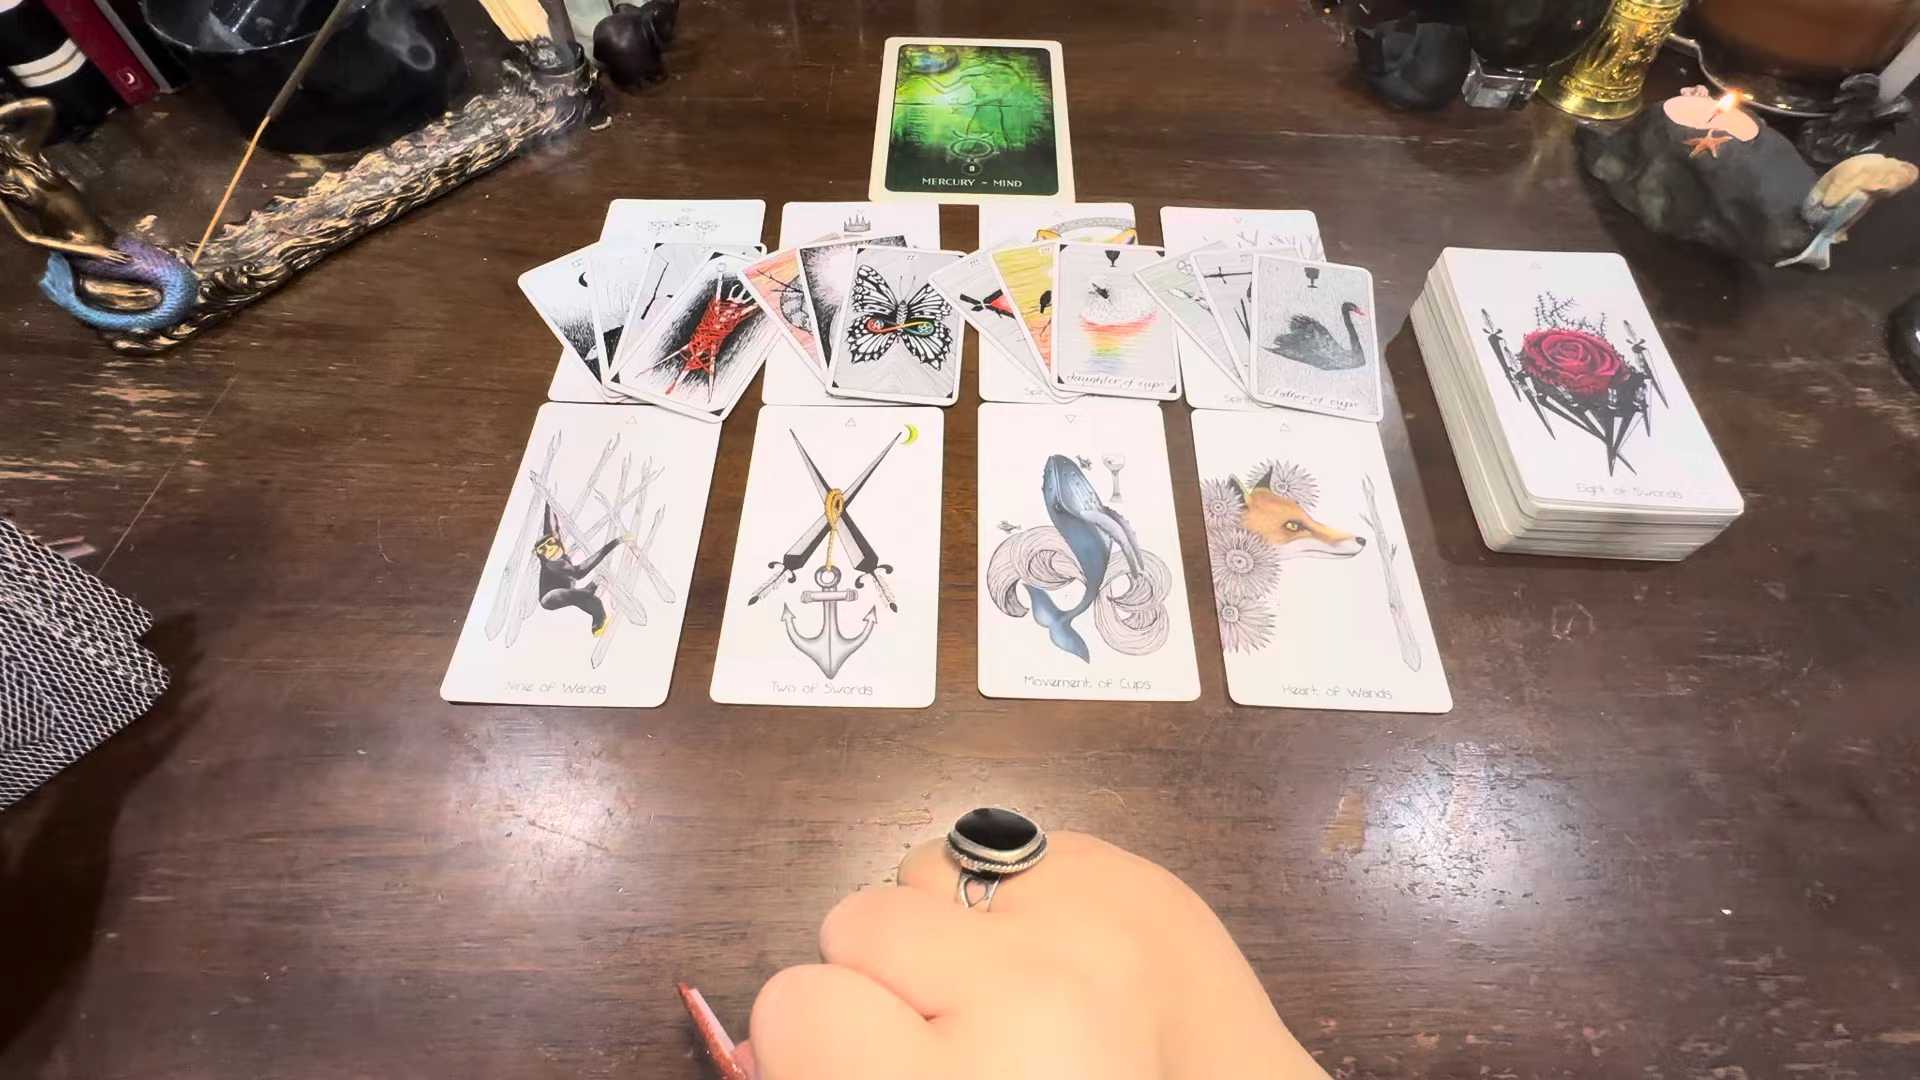 MERCURY - MIND
II
daughter of cups
father of cups
Eight of Swords
Nine of Wands
Two of Swords
Movement of Cups
Heart of Wands